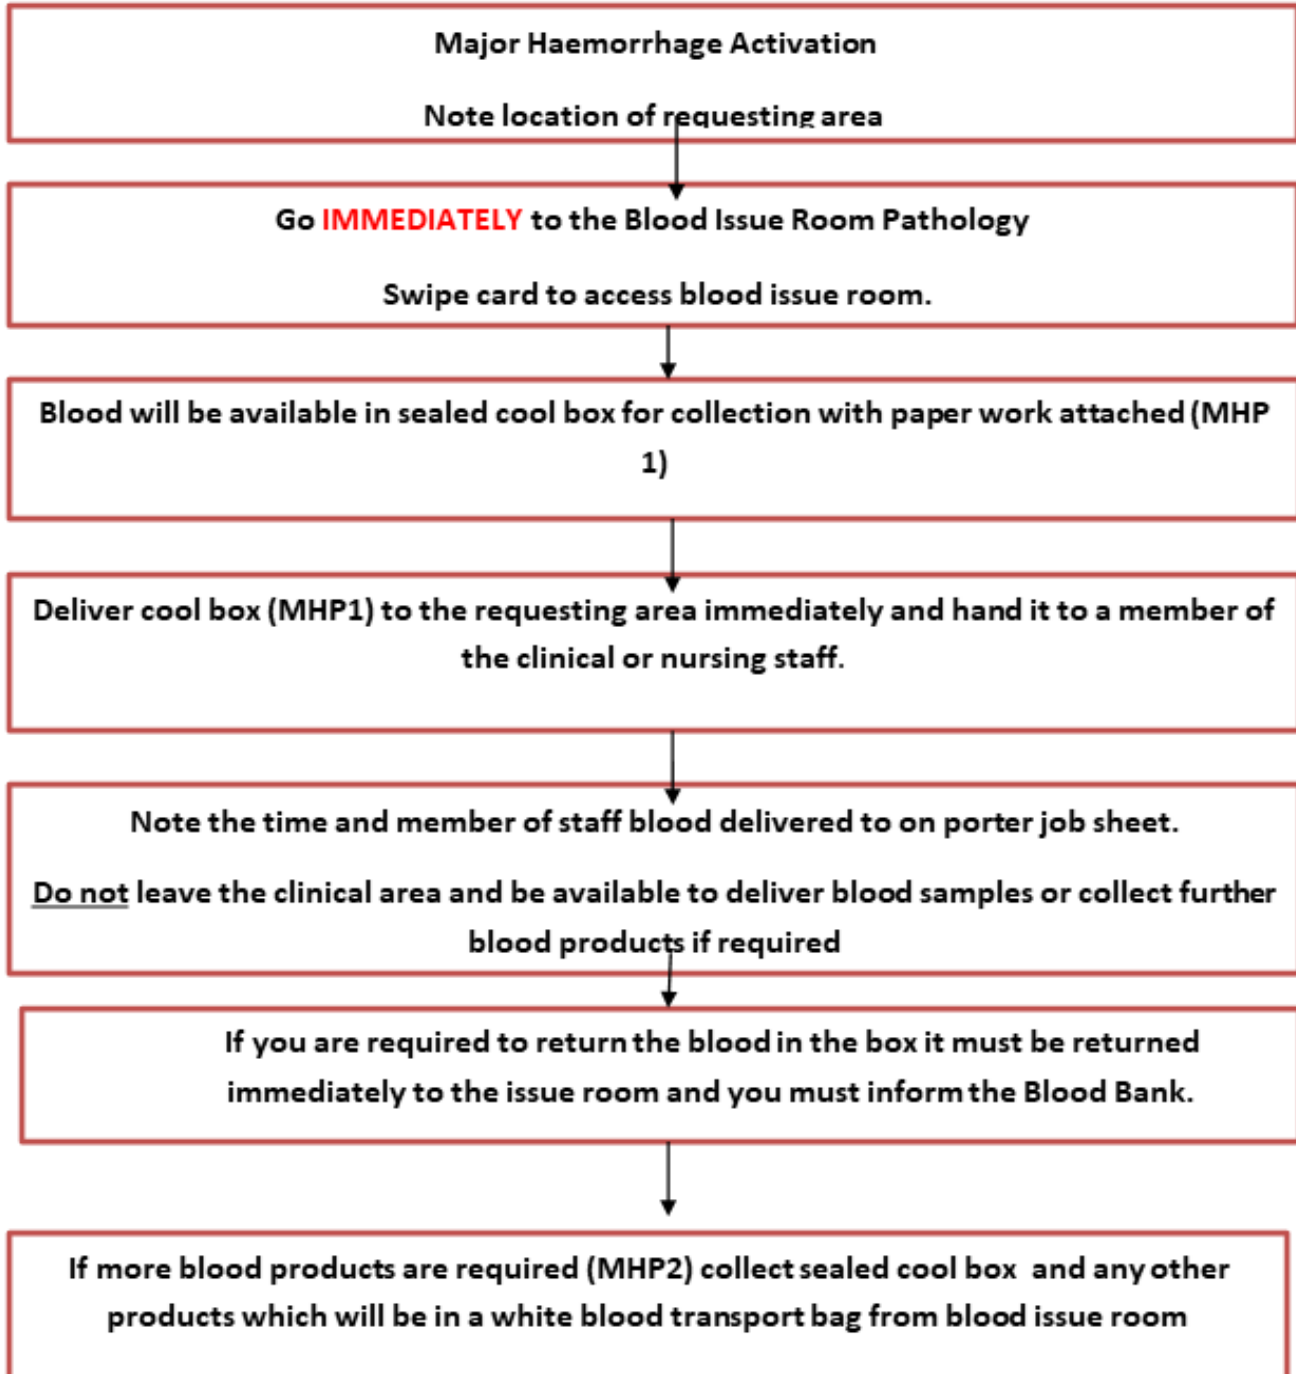 Major Haemorrhage Activation
Note location of requesting area
Go IMMEDIATELY to the Blood Issue Room Pathology
Swipe card to access blood issue room.
Blood will be available in sealed cool box for collection with paper work attached (MHP
1)
Deliver cool box (MHP1) to the requesting area immediately and hand it to a member of
the clinical or nursing staff.
Note the time and member of staff blood delivered to on porter job sheet.
Do not leave the clinical area and be available to deliver blood samples or collect further
blood products if required
If you are required to return the blood in the box it must be returned
immediately to the issue room and you must inform the Blood Bank.
If more blood products are required (MHP2) collect sealed cool box and any other
products which will be in a white blood transport bag from blood issue room